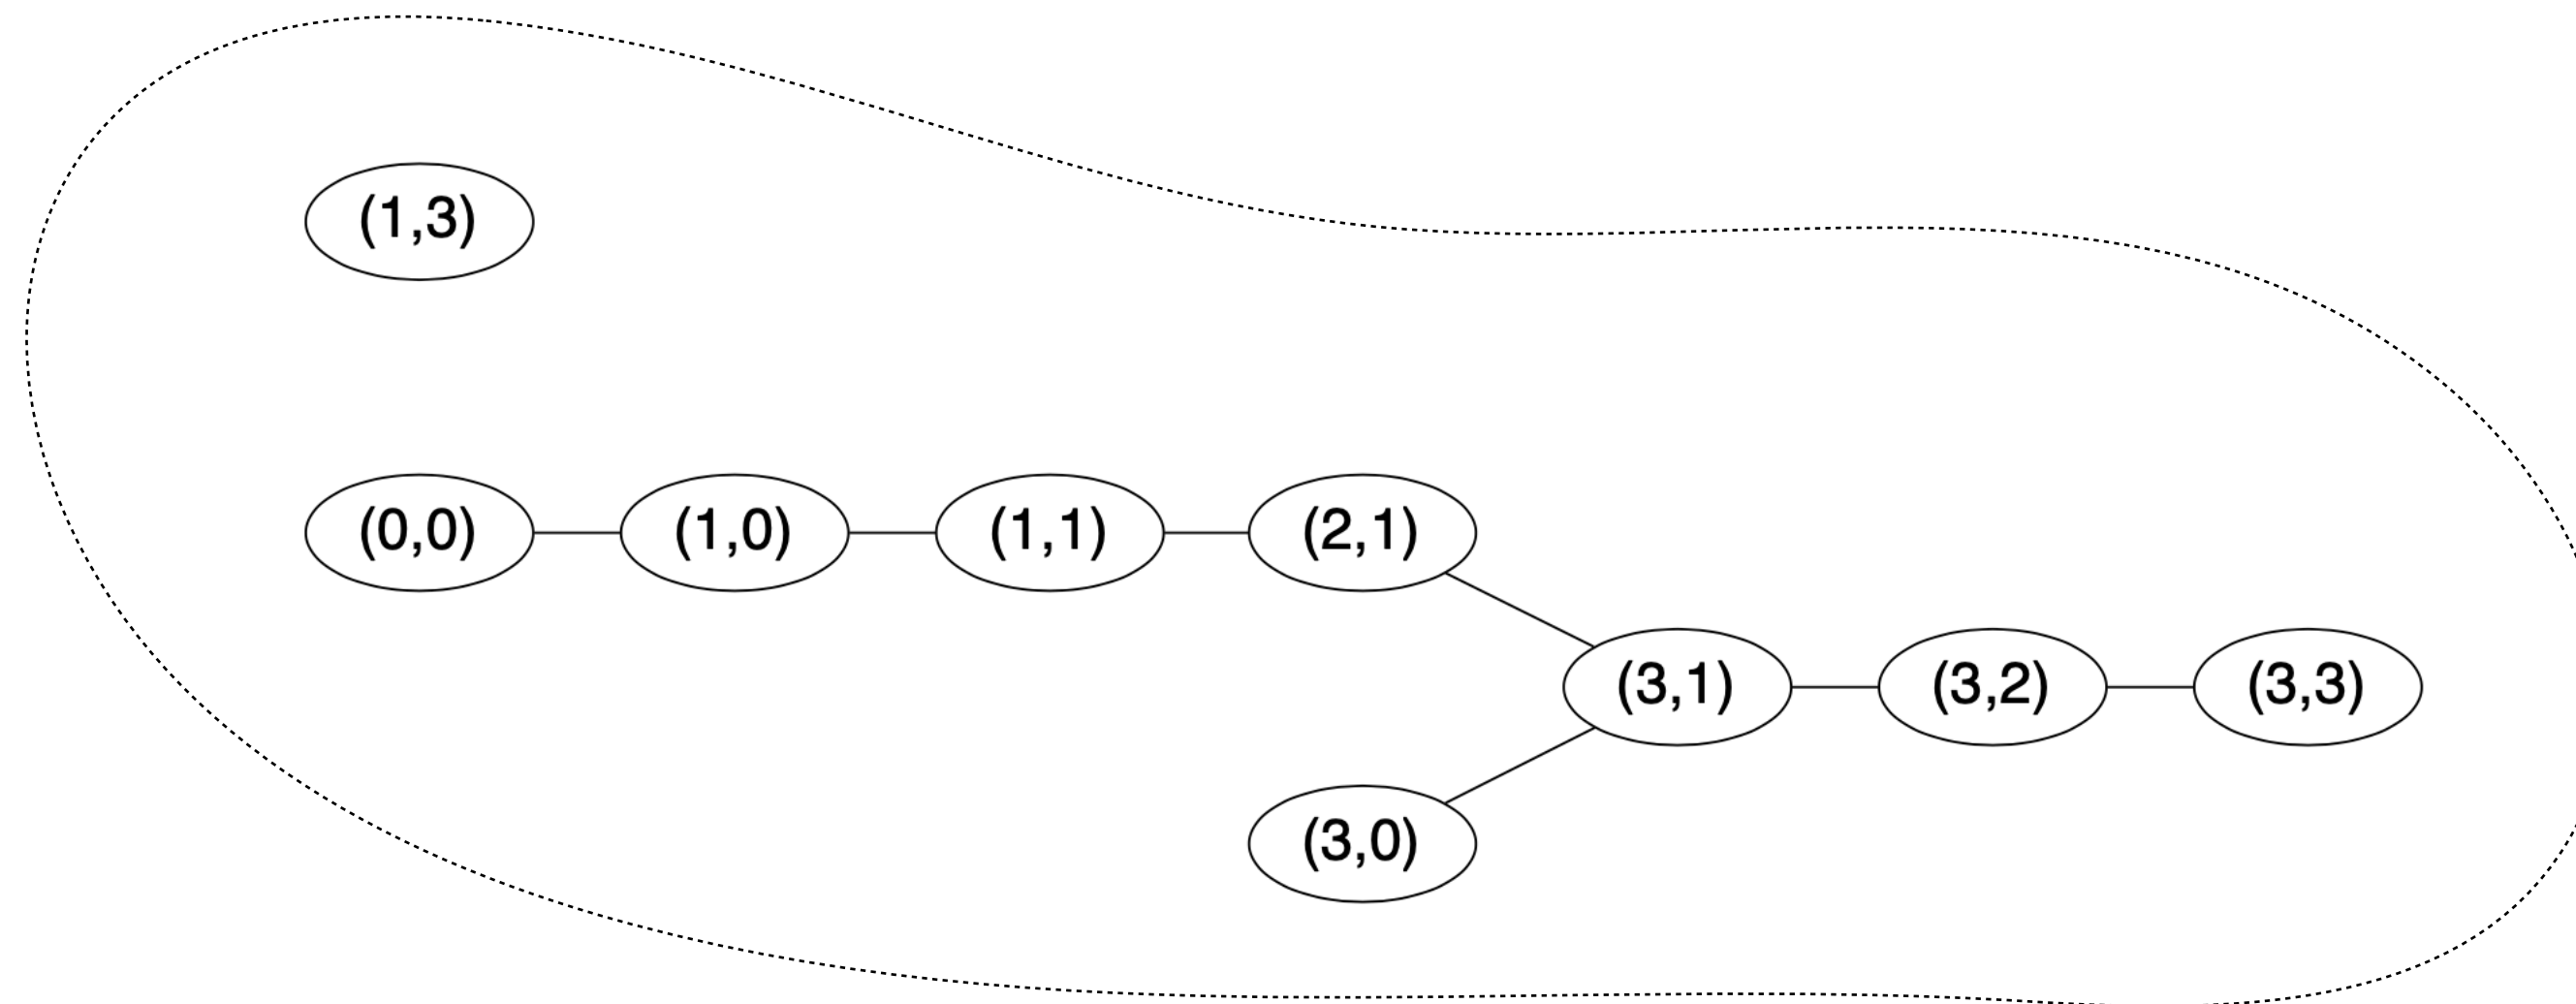 (1,3)
(0,0) (1,0) (1,1) (2,1)
(3,1) (3,2) (3,3)
(3,0)